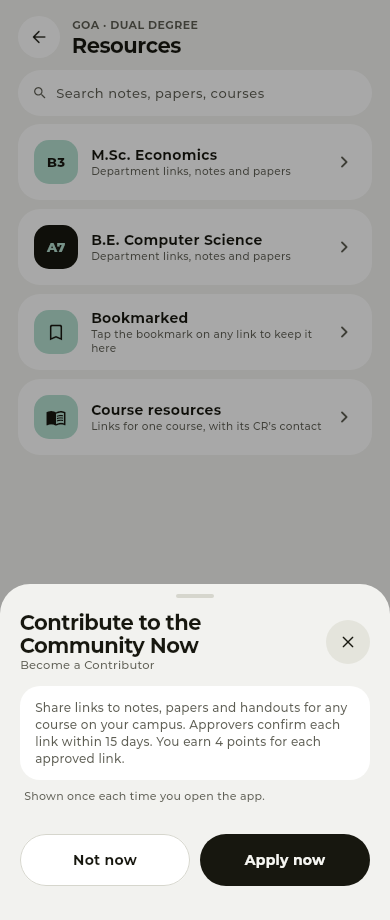 GOA · DUAL DEGREE
Resources
Search notes, papers, courses
B3
M.Sc. Economics
Department links, notes and papers
A7
B.E. Computer Science
Department links, notes and papers
Bookmarked
Tap the bookmark on any link to keep it
here
Course resources
Links for one course, with its CR's contact
Contribute to the
Community Now
Become a Contributor
Share links to notes, papers and handouts for any
course on your campus. Approvers confirm each
link within 15 days. You earn 4 points for each
approved link.
Shown once each time you open the app.
Not now
Apply now